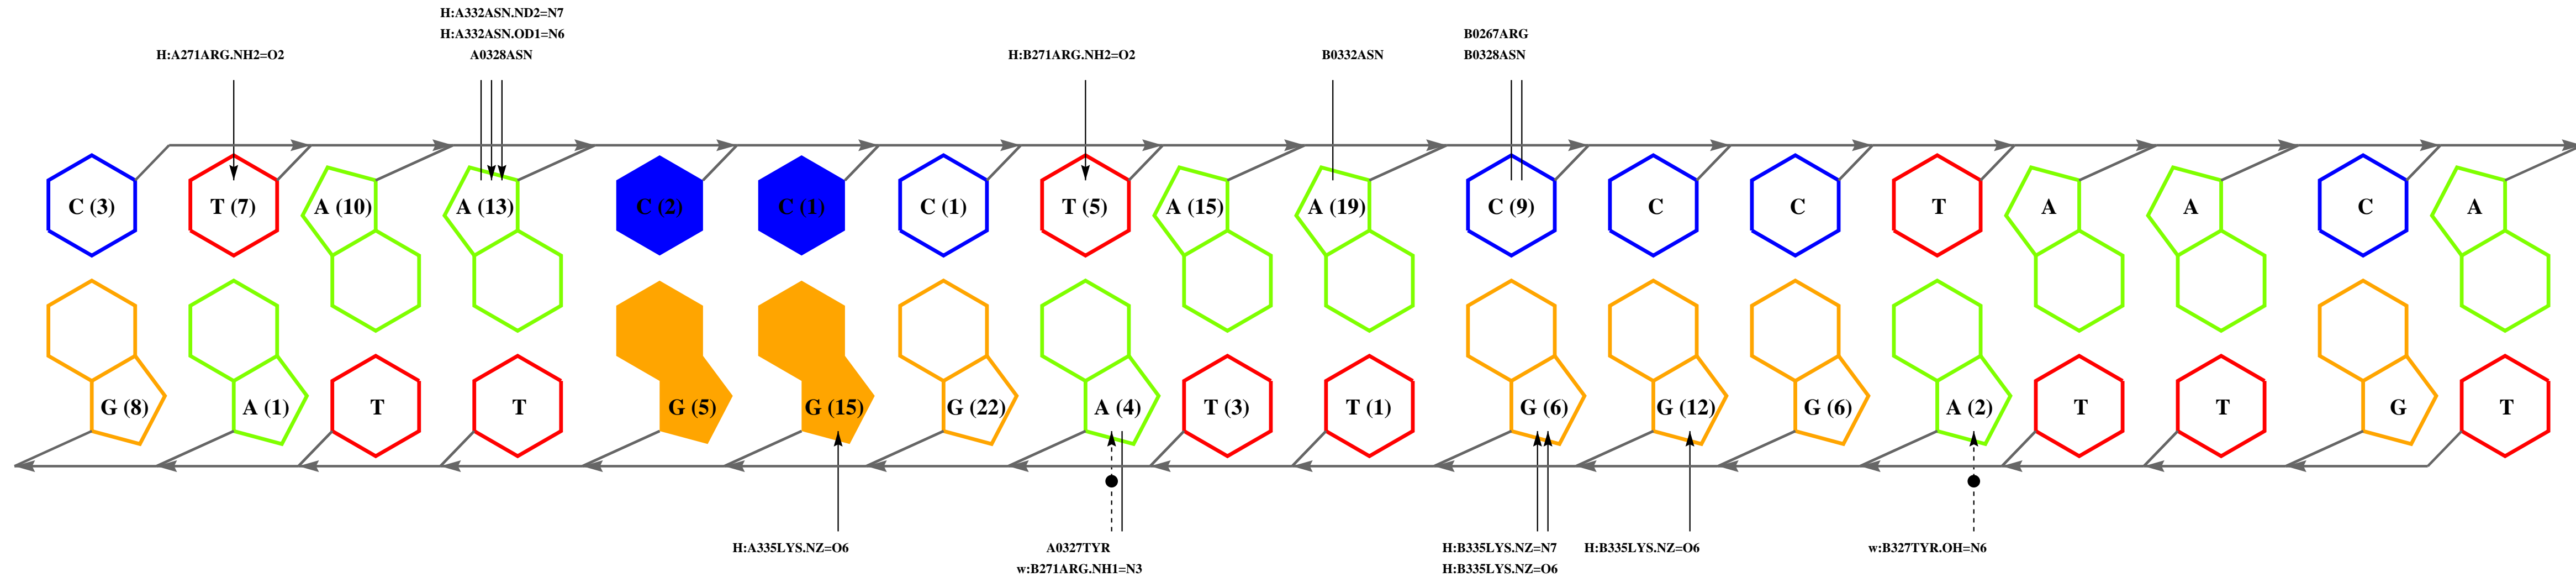 H:A332ASN.ND2=N7
H:A332ASN.OD1=N6
B0267ARG
H:A271ARG.NH2=O2 A0328ASN H:B271ARG.NH2=O2 B0332ASN B0328ASN
C (3) T (7) A (10) A (13) C (2) C (1) C (1) T (5) A (15) A (19) C (9) C C T A A C A
G (8) A (1) T T G (5) G (15) G (22) A (4) T (3) T (1) G (6) G (12) G (6) A (2) T T G T
H:A335LYS.NZ=O6 A0327TYR H:B335LYS.NZ=N7 H:B335LYS.NZ=O6 w:B327TYR.OH=N6
w:B271ARG.NH1=N3 H:B335LYS.NZ=O6